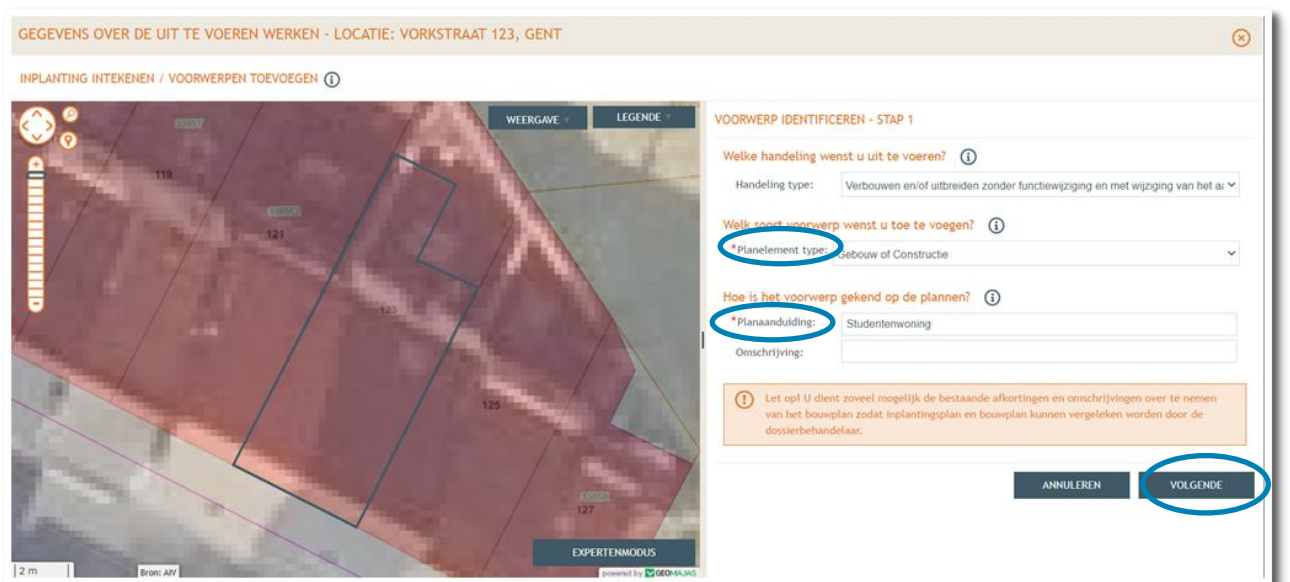 GEGEVENS OVER DE UIT TE VOEREN WERKEN - LOCATIE: VORKSTRAAT 123, GENT
INPLANTING INTEKENEN / VOORWERPEN TOEVOEGEN
WEERGAVE
LEGENDE
119
121
123
125
127
EXPERTENMODUS
2 m
Bron: AIV
powered by GEOMAJAS
VOORWERP IDENTIFICEREN - STAP 1
Welke handeling wenst u uit te voeren?
Handeling type: Verbouwen en/of uitbreiden zonder functiewijziging en met wijziging van het a
Welk soort voorwerp wenst u toe te voegen?
*Planelement type: Gebouw of Constructie
Hoe is het voorwerp gekend op de plannen?
*Planaanduiding: Studentenwoning
Omschrijving:
Let op! U dient zoveel mogelijk de bestaande afkortingen en omschrijvingen over te nemen
van het bouwplan zodat inplantingsplan en bouwplan kunnen vergeleken worden door de
dossierbehandelaar.
ANNULEREN
VOLGENDE